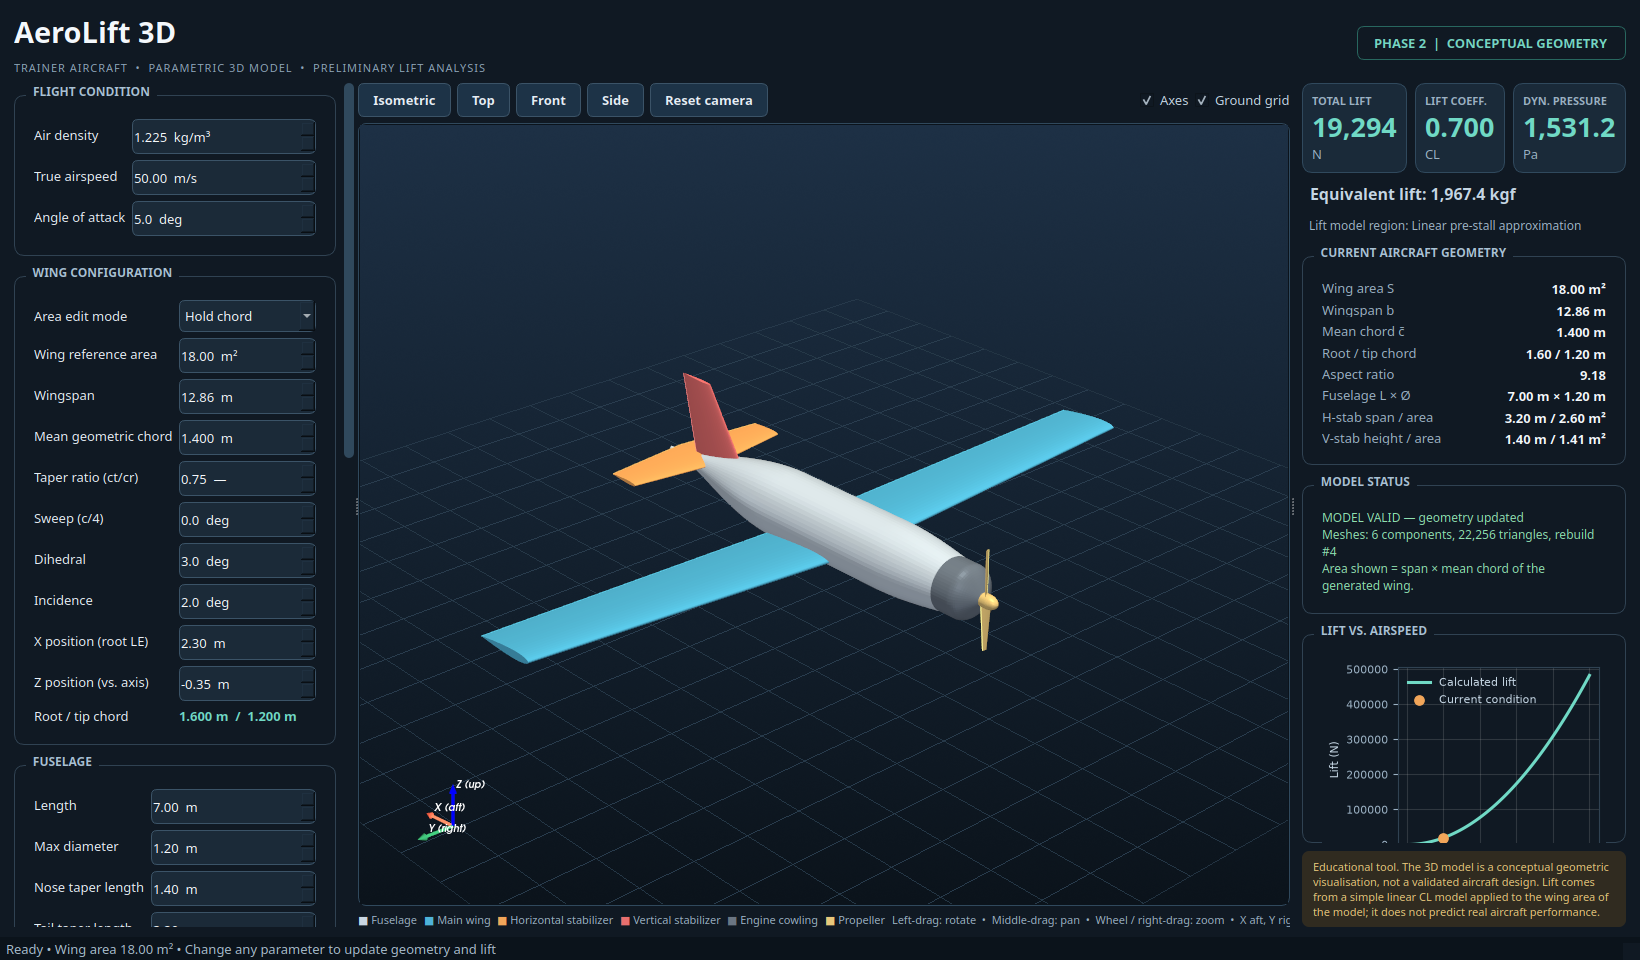 AeroLift 3D
TRAINER AIRCRAFT • PARAMETRIC 3D MODEL • PRELIMINARY LIFT ANALYSIS
PHASE 2 | CONCEPTUAL GEOMETRY
FLIGHT CONDITION
Air density 1.225 kg/m³
True airspeed 50.00 m/s
Angle of attack 5.0 deg
WING CONFIGURATION
Area edit mode Hold chord
Wing reference area 18.00 m²
Wingspan 12.86 m
Mean geometric chord 1.400 m
Taper ratio (ct/cr) 0.75 —
Sweep (c/4) 0.0 deg
Dihedral 3.0 deg
Incidence 2.0 deg
X position (root LE) 2.30 m
Z position (vs. axis) -0.35 m
Root / tip chord 1.600 m / 1.200 m
FUSELAGE
Length 7.00 m
Max diameter 1.20 m
Nose taper length 1.40 m
Tail taper length
Isometric Top Front Side Reset camera
✓ Axes ✓ Ground grid
Z (up)
X (aft)
Y (right)
Fuselage Main wing Horizontal stabilizer Vertical stabilizer Engine cowling Propeller Left-drag: rotate • Middle-drag: pan • Wheel / right-drag: zoom • X aft, Y
TOTAL LIFT
19,294
N
LIFT COEFF.
0.700
CL
DYN. PRESSURE
1,531.2
Pa
Equivalent lift: 1,967.4 kgf
Lift model region: Linear pre-stall approximation
CURRENT AIRCRAFT GEOMETRY
Wing area S 18.00 m²
Wingspan b 12.86 m
Mean chord c̄ 1.400 m
Root / tip chord 1.60 / 1.20 m
Aspect ratio 9.18
Fuselage L × Ø 7.00 m × 1.20 m
H-stab span / area 3.20 m / 2.60 m²
V-stab height / area 1.40 m / 1.41 m²
MODEL STATUS
MODEL VALID — geometry updated
Meshes: 6 components, 22,256 triangles, rebuild
#4
Area shown = span × mean chord of the
generated wing.
LIFT VS. AIRSPEED
Calculated lift
Current condition
Lift (N)
500000
400000
300000
200000
100000
Educational tool. The 3D model is a conceptual geometric
visualisation, not a validated aircraft design. Lift comes
from a simple linear CL model applied to the wing area of
the model; it does not predict real aircraft performance.
Ready • Wing area 18.00 m² • Change any parameter to update geometry and lift